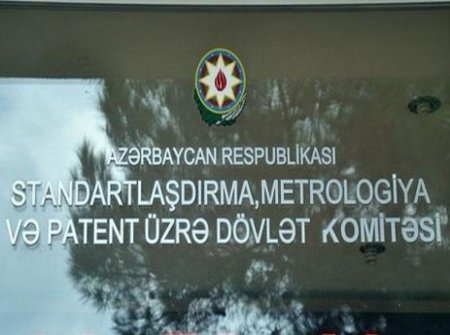 AZƏRBAYCAN RESPUBLİKASI
STANDARTLAŞDIRMA,METROLOGİYA
VƏ PATENT ÜZRƏ DÖVLƏT KOMİTƏSİ